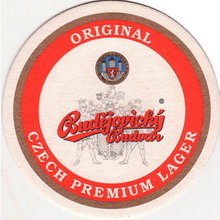 ORIGINAL
Budějovický
Budvar
®
CZECH PREMIUM LAGER